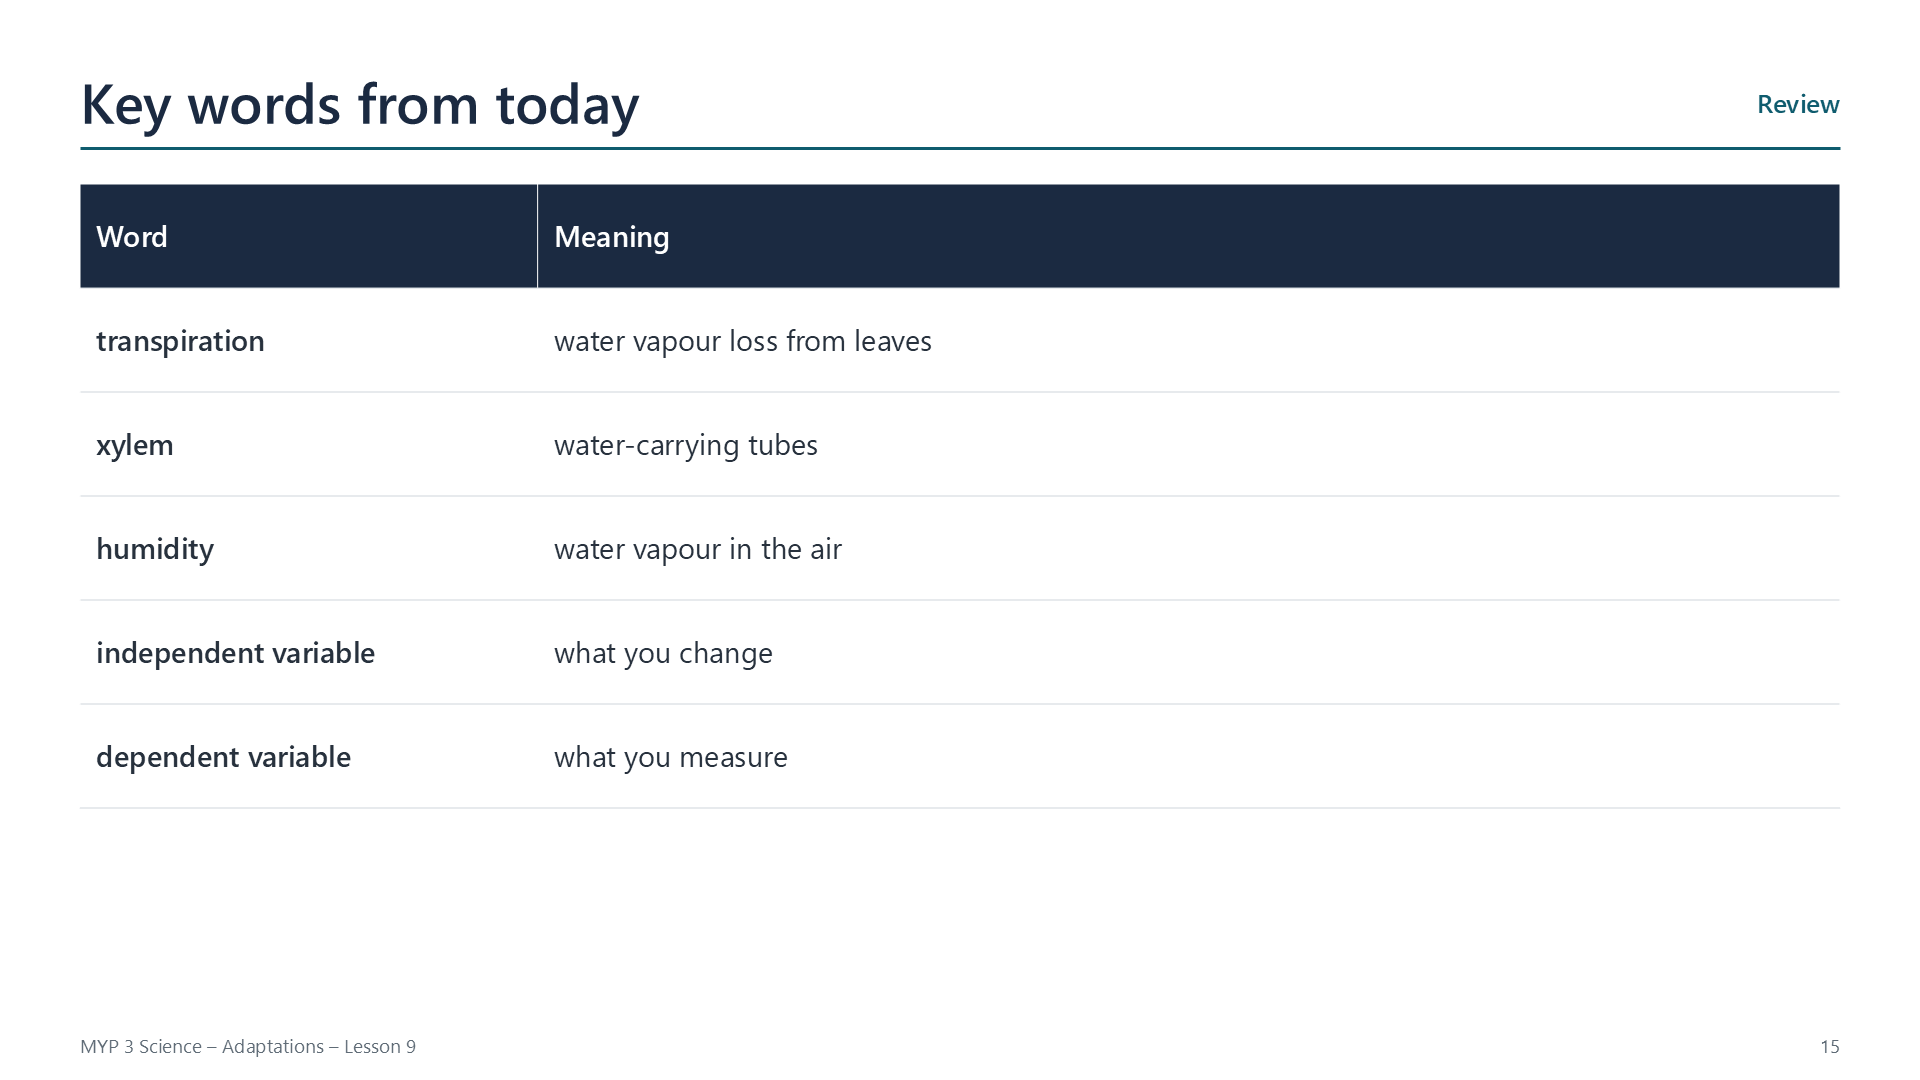 Key words from today
Review
Word Meaning
transpiration water vapour loss from leaves
xylem water-carrying tubes
humidity water vapour in the air
independent variable what you change
dependent variable what you measure
MYP 3 Science – Adaptations – Lesson 9
15